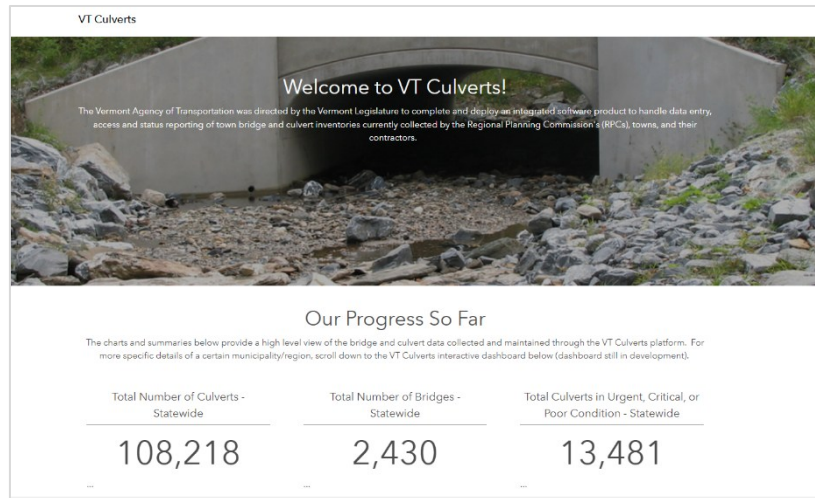 VT Culverts
Welcome to VT Culverts!
The Vermont Agency of Transportation was directed by the Vermont Legislature to complete and deploy an integrated software product to handle data entry,
access and status reporting of town bridge and culvert inventories currently collected by the Regional Planning Commission's (RPCs), towns, and their
contractors.
Our Progress So Far
The charts and summaries below provide a high level view of the bridge and culvert data collected and maintained through the VT Culverts platform. For
more specific details of a certain municipality/region, scroll down to the VT Culverts interactive dashboard below (dashboard still in development).
Total Number of Culverts -
Statewide
108,218
...
Total Number of Bridges -
Statewide
2,430
...
Total Culverts in Urgent, Critical, or
Poor Condition - Statewide
13,481
...